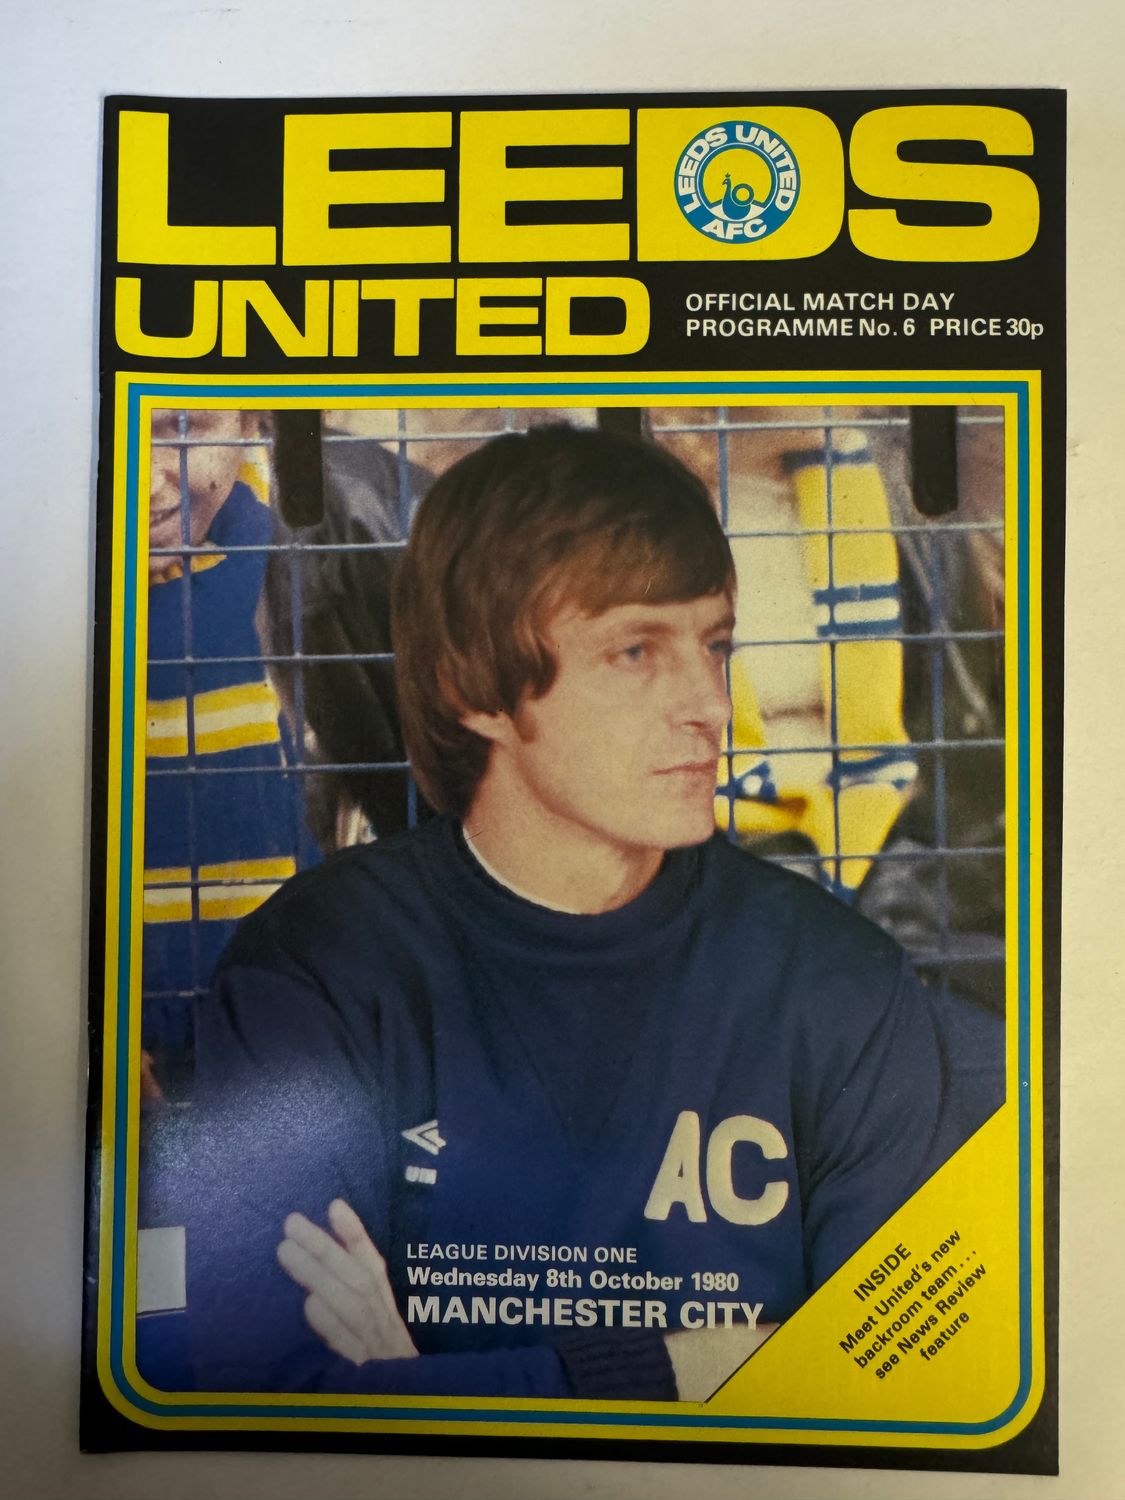 LEEDS
LEEDS UNITED
AFC
UNITED
OFFICIAL MATCH DAY
PROGRAMME No. 6 PRICE 30p
AC
LEAGUE DIVISION ONE
Wednesday 8th October 1980
MANCHESTER CITY
INSIDE
Meet United's new
backroom team...
see News Review
feature